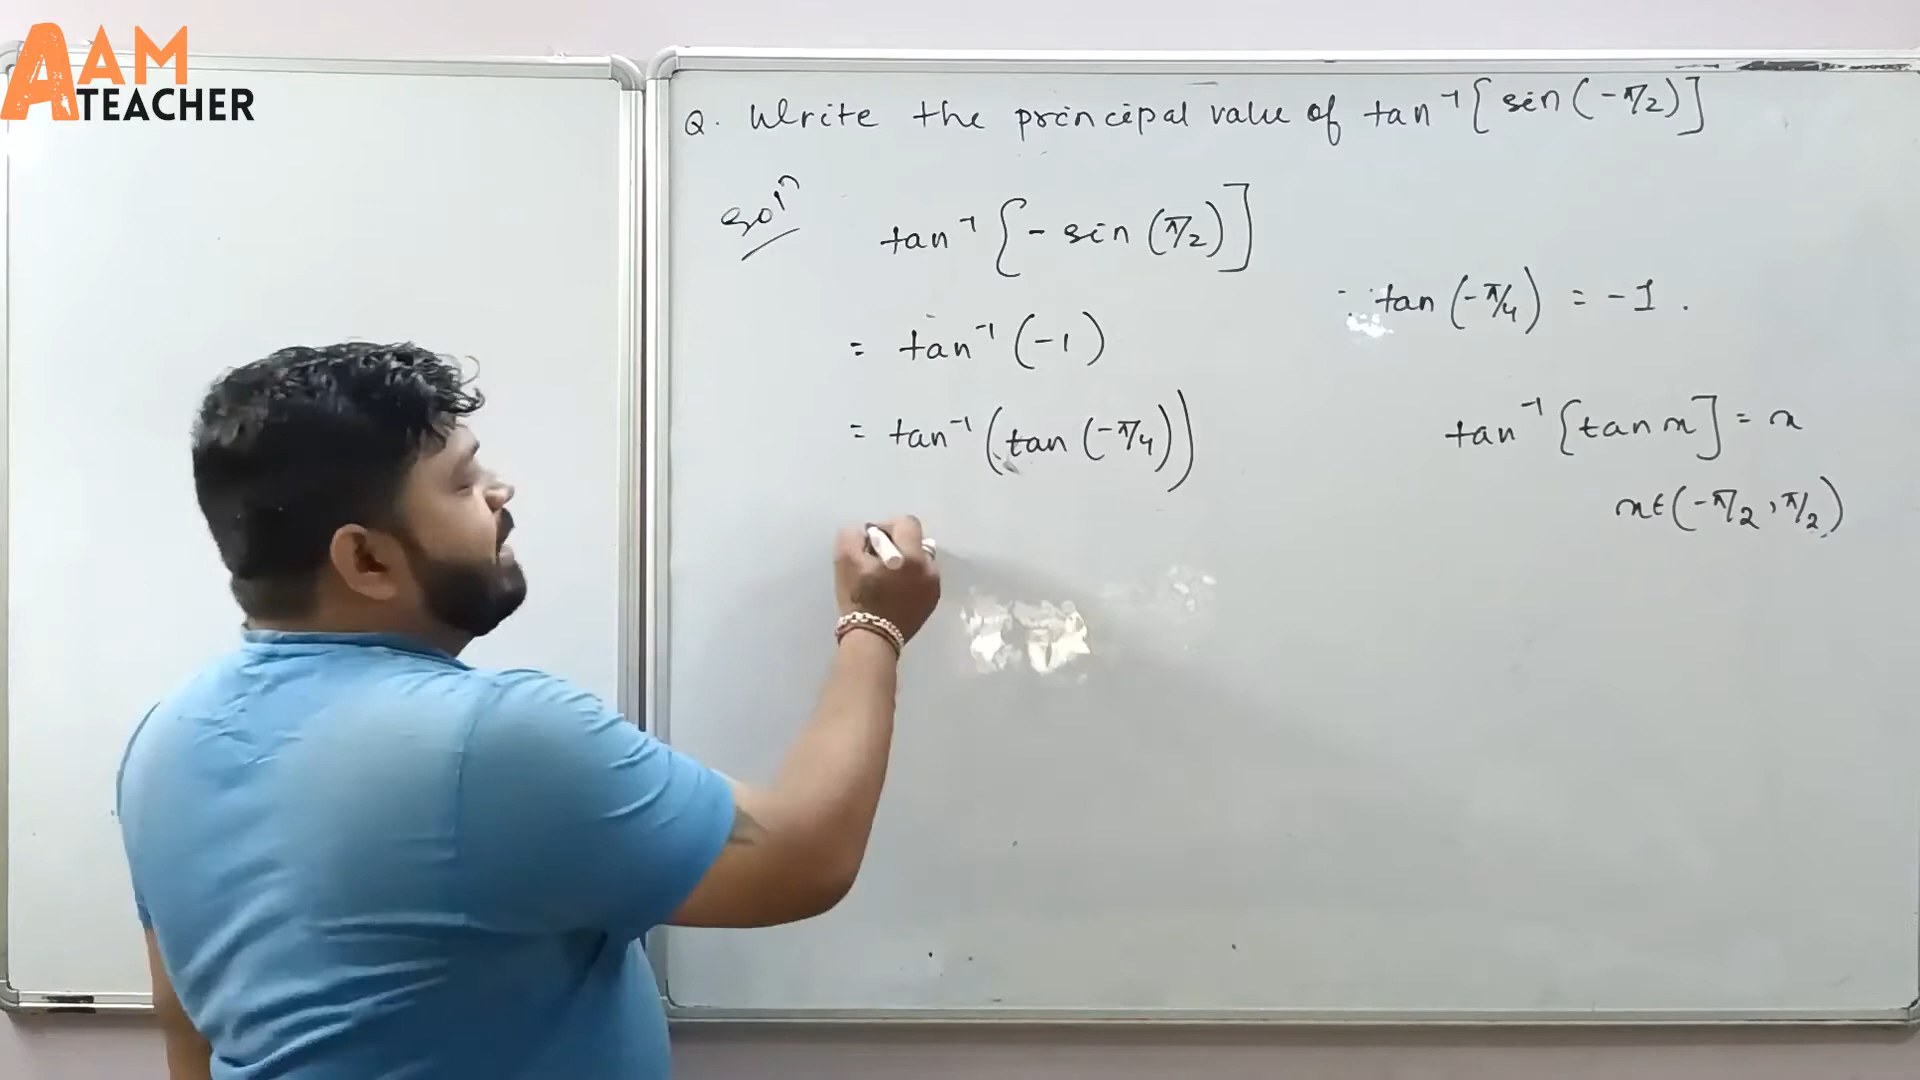 AAM
TEACHER
Q. Write the principal value of tan⁻¹[sin(-π/2)]
Solⁿ
tan⁻¹[-sin(π/2)]
= tan⁻¹(-1)
= tan⁻¹(tan(-π/4))
∵ tan(-π/4) = -1.
tan⁻¹[tan x] = x
x∈(-π/2, π/2)